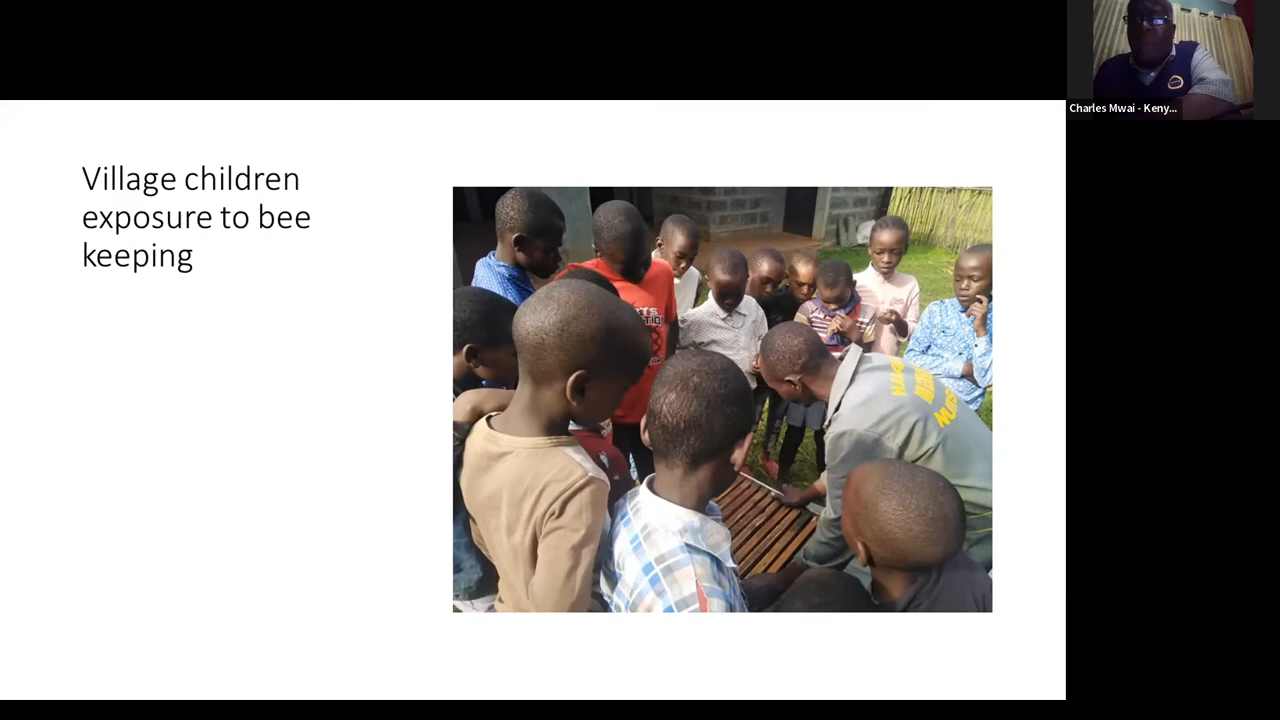 Charles Mwai - Keny...
Village children
exposure to bee
keeping